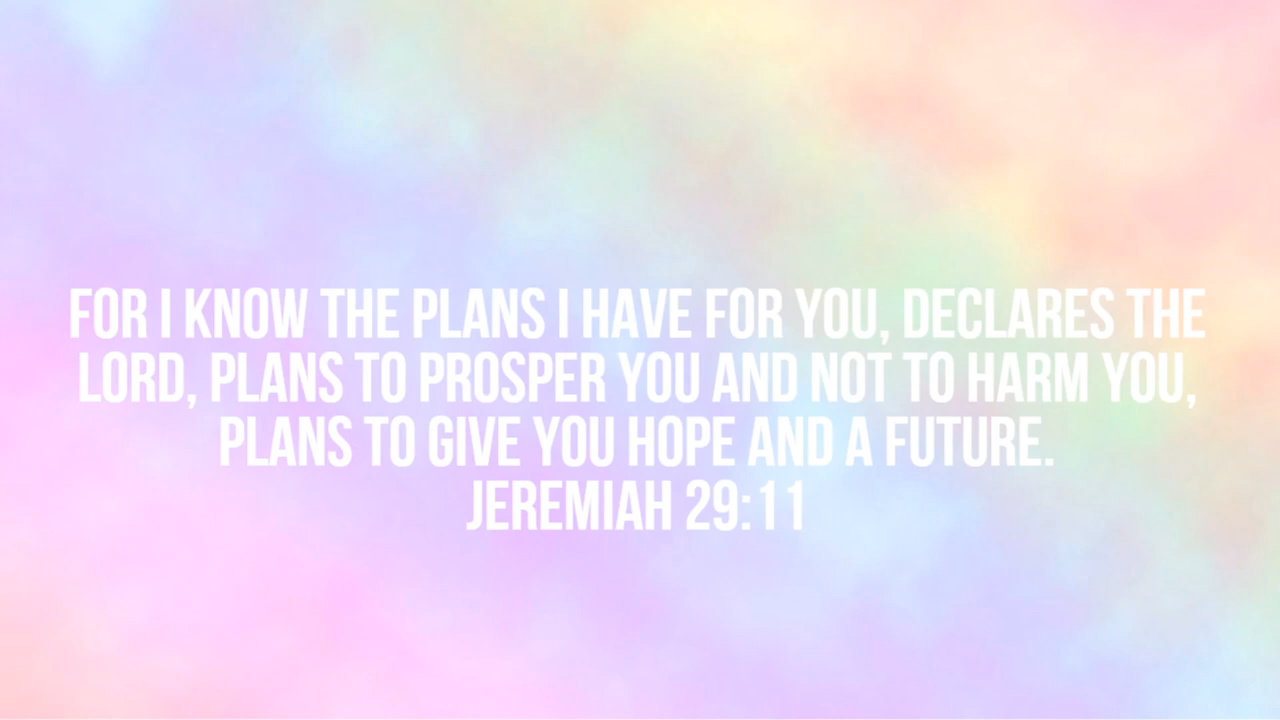 FOR I KNOW THE PLANS I HAVE FOR YOU, DECLARES THE
LORD, PLANS TO PROSPER YOU AND NOT TO HARM YOU,
PLANS TO GIVE YOU HOPE AND A FUTURE.
JEREMIAH 29:11